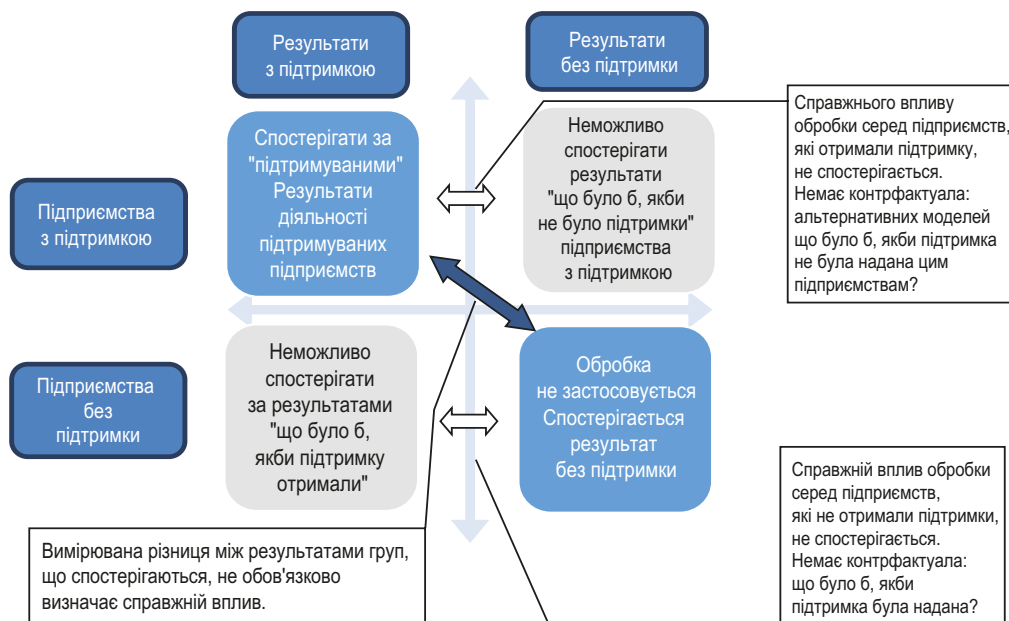 Результати
з підтримкою
Результати
без підтримки
Справжнього впливу
обробки серед підприємств,
які отримали підтримку,
не спостерігається.
Немає контрфактуала:
альтернативних моделей
що було б, якби підтримка
не була надана цим
підприємствам?
Підприємства
з підтримкою
Спостерігати за
"підтримуваними"
Результати
діяльності
підтримуваних
підприємств
Неможливо
спостерігати
результати
"що було б, якби
не було підтримки"
підприємства
з підтримкою
Підприємства
без
підтримки
Неможливо
спостерігати
за результатами
"що було б,
якби підтримку
отримали"
Обробка
не застосовується
Спостерігається
результат
без підтримки
Справжній вплив обробки
серед підприємств,
які не отримали підтримки,
не спостерігається.
Немає контрфактуала:
що було б, якби
підтримка була надана?
Вимірювана різниця між результатами груп,
що спостерігаються, не обов'язково
визначає справжній вплив.